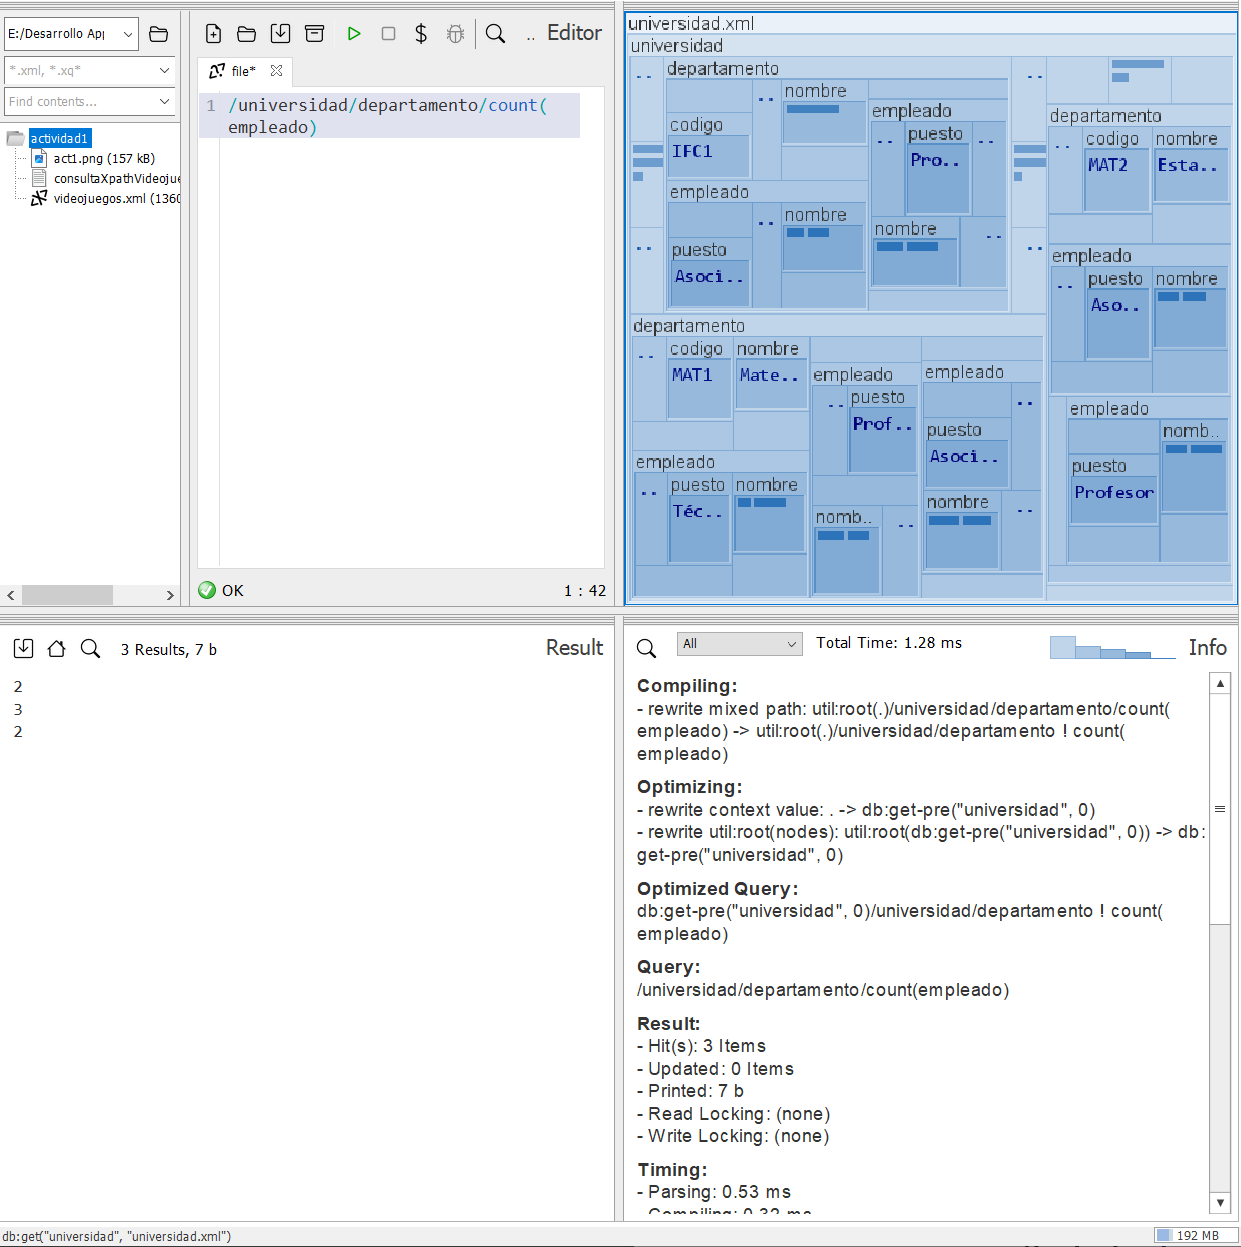 E:/Desarrollo Ap
*.xml, *.xq*
Find contents...
actividad1
act1.png (157 kB)
consultaXpathVideojue
videojuegos.xml (1360
$
..
Editor
file*
1 /universidad/departamento/count(
empleado)
OK
1 : 42
universidad.xml
universidad
departamento
codigo
IFC1
nombre
empleado
puesto
Pro..
empleado
puesto
Asoci..
nombre
nombre
departamento
codigo
MAT2
nombre
Esta..
empleado
puesto
Aso..
nombre
empleado
puesto
Profesor
nomb..
departamento
codigo
MAT1
nombre
Mate..
empleado
puesto
Prof..
nomb..
empleado
puesto
Asoci..
nombre
empleado
puesto
Téc..
nombre
3 Results, 7 b
Result
2
3
2
All
Total Time: 1.28 ms
Info
Compiling:
- rewrite mixed path: util:root(.)/universidad/departamento/count(
empleado) -> util:root(.)/universidad/departamento ! count(
empleado)
Optimizing:
- rewrite context value: . -> db:get-pre("universidad", 0)
- rewrite util:root(nodes): util:root(db:get-pre("universidad", 0)) -> db:
get-pre("universidad", 0)
Optimized Query:
db:get-pre("universidad", 0)/universidad/departamento ! count(
empleado)
Query:
/universidad/departamento/count(empleado)
Result:
- Hit(s): 3 Items
- Updated: 0 Items
- Printed: 7 b
- Read Locking: (none)
- Write Locking: (none)
Timing:
- Parsing: 0.53 ms
- Compiling: 0.32 ms
db:get("universidad", "universidad.xml")
192 MB